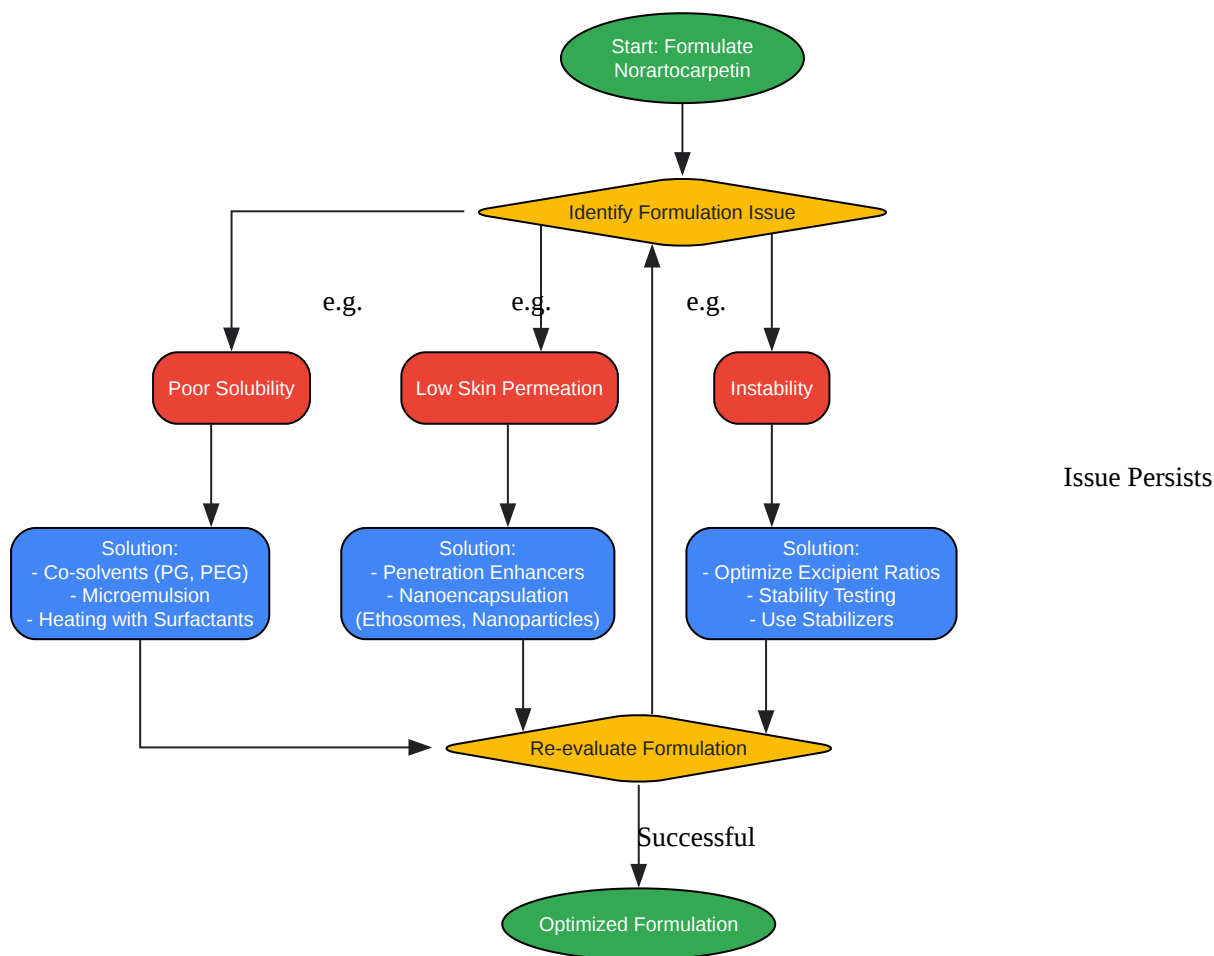 Start: Formulate
Norartocarpetin
Identify Formulation Issue
e.g.
e.g.
e.g.
Poor Solubility
Low Skin Permeation
Instability
Issue Persists
Solution:
- Co-solvents (PG, PEG)
- Microemulsion
- Heating with Surfactants
Solution:
- Penetration Enhancers
- Nanoencapsulation
(Ethosomes, Nanoparticles)
Solution:
- Optimize Excipient Ratios
- Stability Testing
- Use Stabilizers
Re-evaluate Formulation
Successful
Optimized Formulation